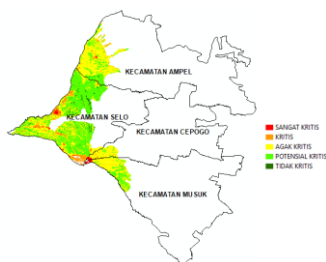 KECAMATAN AMPEL
KECAMATAN SELO
KECAMATAN CEPOGO
KECAMATAN MUSUK
SANGAT KRITIS
KRITIS
AGAK KRITIS
POTENSIAL KRITIS
TIDAK KRITIS